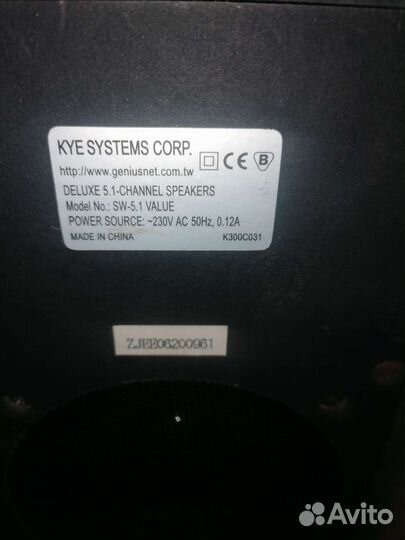 KYE SYSTEMS CORP.
http://www.geniusnet.com.tw
CE B
DELUXE 5.1-CHANNEL SPEAKERS
Model No.: SW-5.1 VALUE
POWER SOURCE: ~230V AC 50Hz, 0.12A
MADE IN CHINA K300C031
ZJEE06200961
Avito